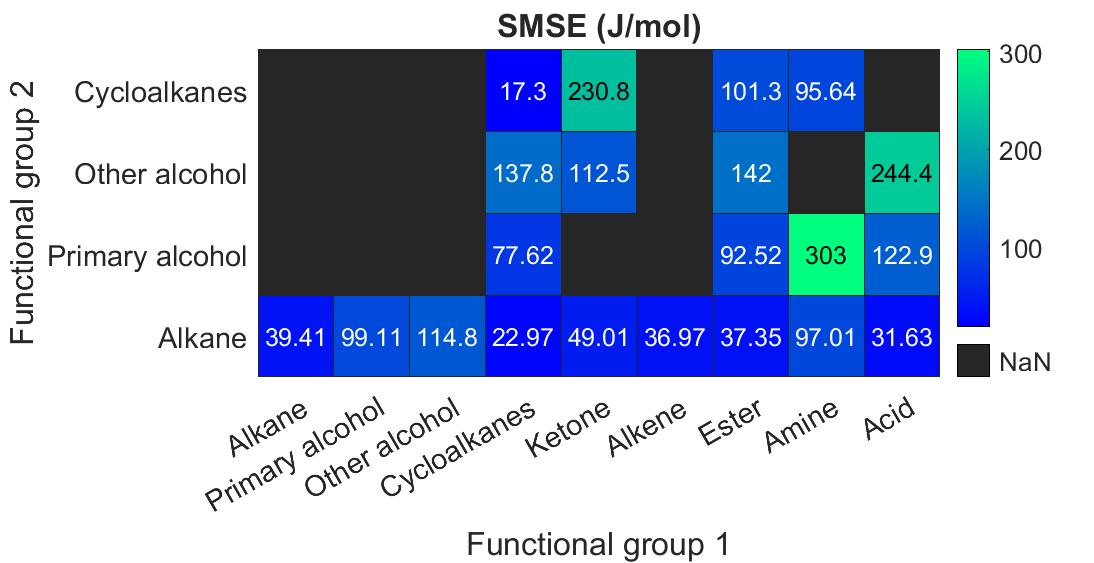 SMSE (J/mol)
Functional group 2
Cycloalkanes 17.3 230.8 101.3 95.64
Other alcohol 137.8 112.5 142 244.4
Primary alcohol 77.62 92.52 303 122.9
Alkane 39.41 99.11 114.8 22.97 49.01 36.97 37.35 97.01 31.63
300
200
100
NaN
Alkane
Primary alcohol
Other alcohol
Cycloalkanes
Ketone
Alkene
Ester
Amine
Acid
Functional group 1